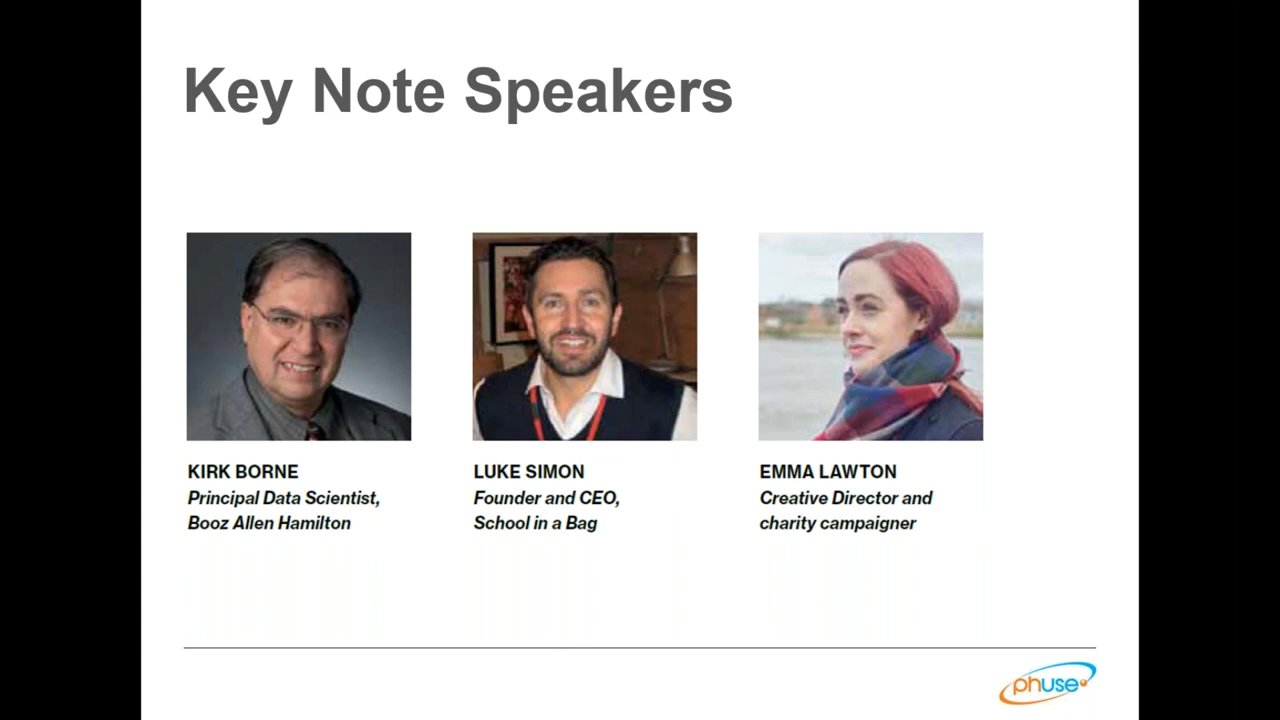 Key Note Speakers
KIRK BORNE
Principal Data Scientist,
Booz Allen Hamilton
LUKE SIMON
Founder and CEO,
School in a Bag
EMMA LAWTON
Creative Director and
charity campaigner
phuse